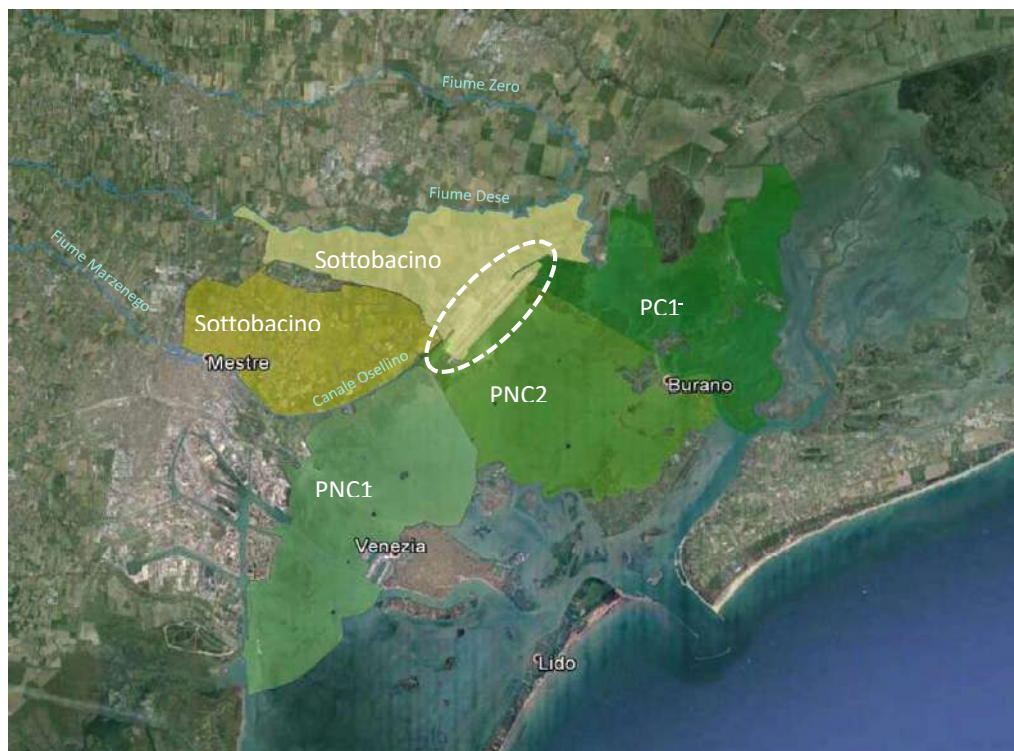 Fiume Zero
Fiume Dese
Fiume Marzenego
Sottobacino
Sottobacino
PC1-
Mestre
Canale Osellino
PNC2
Burano
PNC1-
Venezia
Lido